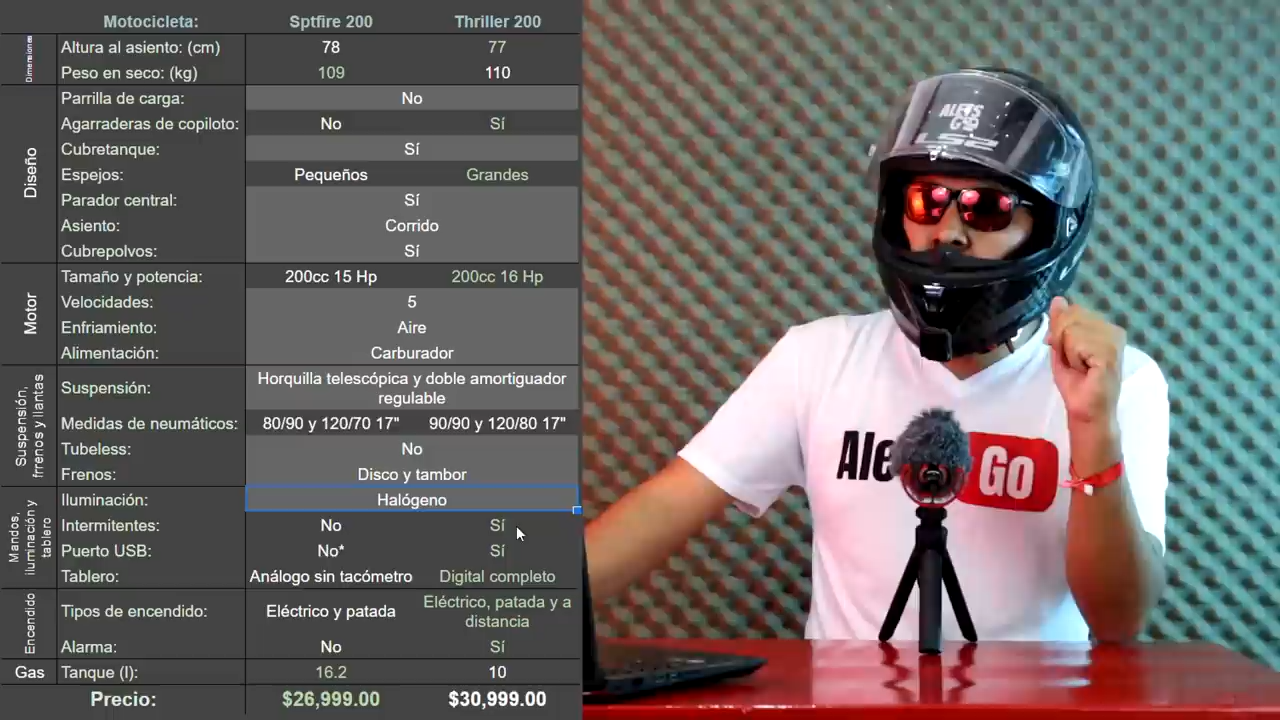 Motocicleta: Sptfire 200 Thriller 200
Dimensiones
Altura al asiento: (cm) 78 77
Peso en seco: (kg) 109 110
Diseño
Parrilla de carga: No
Agarraderas de copiloto: No Sí
Cubretanque: Sí
Espejos: Pequeños Grandes
Parador central: Sí
Asiento: Corrido
Cubrepolvos: Sí
Motor
Tamaño y potencia: 200cc 15 Hp 200cc 16 Hp
Velocidades: 5
Enfriamiento: Aire
Alimentación: Carburador
Suspensión,
frrenos y llantas
Suspensión: Horquilla telescópica y doble amortiguador
regulable
Medidas de neumáticos: 80/90 y 120/70 17" 90/90 y 120/80 17"
Tubeless: No
Frenos: Disco y tambor
Mandos,
iluminación y
tablero
Iluminación: Halógeno
Intermitentes: No Sí
Puerto USB: No* Sí
Tablero: Análogo sin tacómetro Digital completo
Encendido
Tipos de encendido: Eléctrico y patada Eléctrico, patada y a
distancia
Alarma: No Sí
Gas
Tanque (l): 16.2 10
Precio: $26,999.00 $30,999.00
ALEXS
GO
LS2
Ale Go